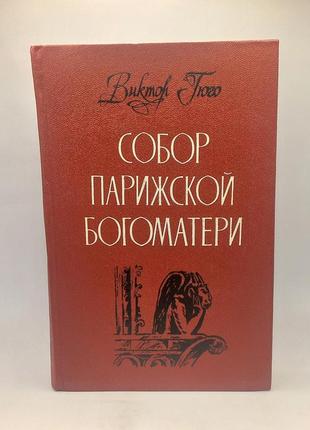 Виктор Гюго
СОБОР
ПАРИЖСКОЙ
БОГОМАТЕРИ